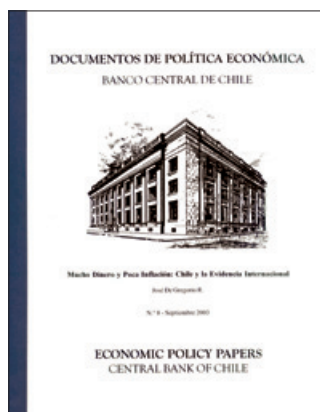 DOCUMENTOS DE POLÍTICA ECONÓMICA
BANCO CENTRAL DE CHILE
Mucho Dinero y Poca Inflación: Chile y la Evidencia Internacional
José De Gregorio R.
N.° 8 - Septiembre 2003
ECONOMIC POLICY PAPERS
CENTRAL BANK OF CHILE